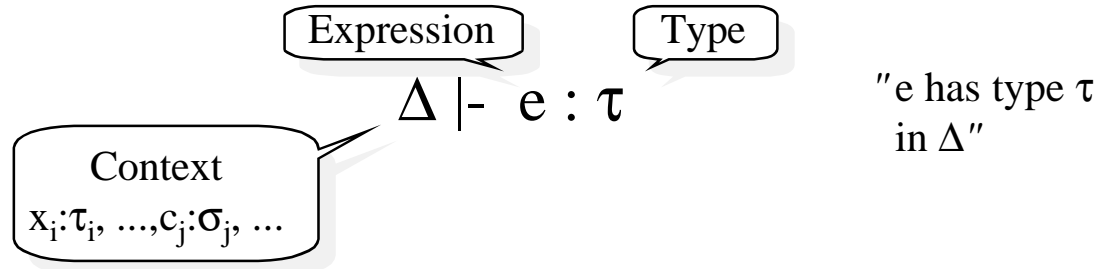 Expression
Type
Δ |- e : τ
"e has type τ
in Δ"
Context
xᵢ:τᵢ, ...,cⱼ:σⱼ, ...